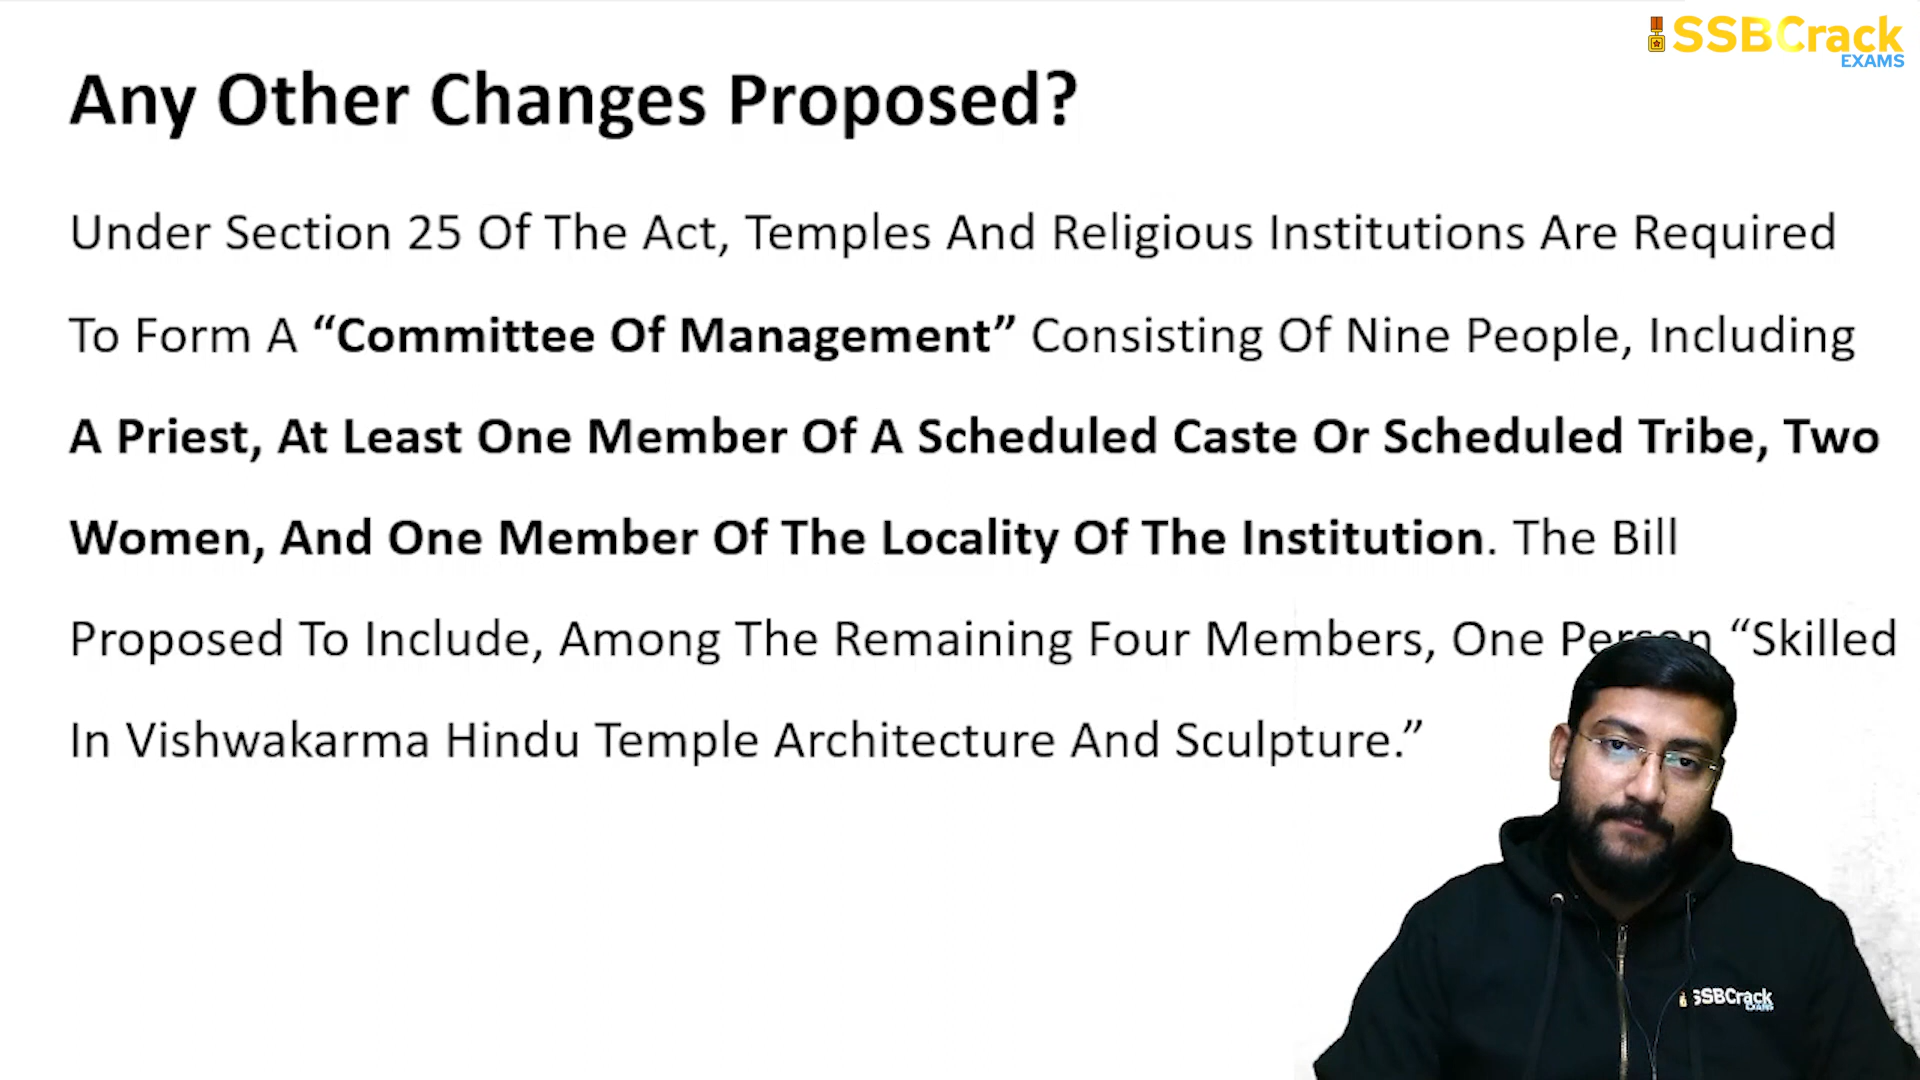 SSBCrack
EXAMS
Any Other Changes Proposed?
Under Section 25 Of The Act, Temples And Religious Institutions Are Required
To Form A “Committee Of Management” Consisting Of Nine People, Including
A Priest, At Least One Member Of A Scheduled Caste Or Scheduled Tribe, Two
Women, And One Member Of The Locality Of The Institution. The Bill
Proposed To Include, Among The Remaining Four Members, One Person “Skilled
In Vishwakarma Hindu Temple Architecture And Sculpture.”
SSBCrack
EXAMS